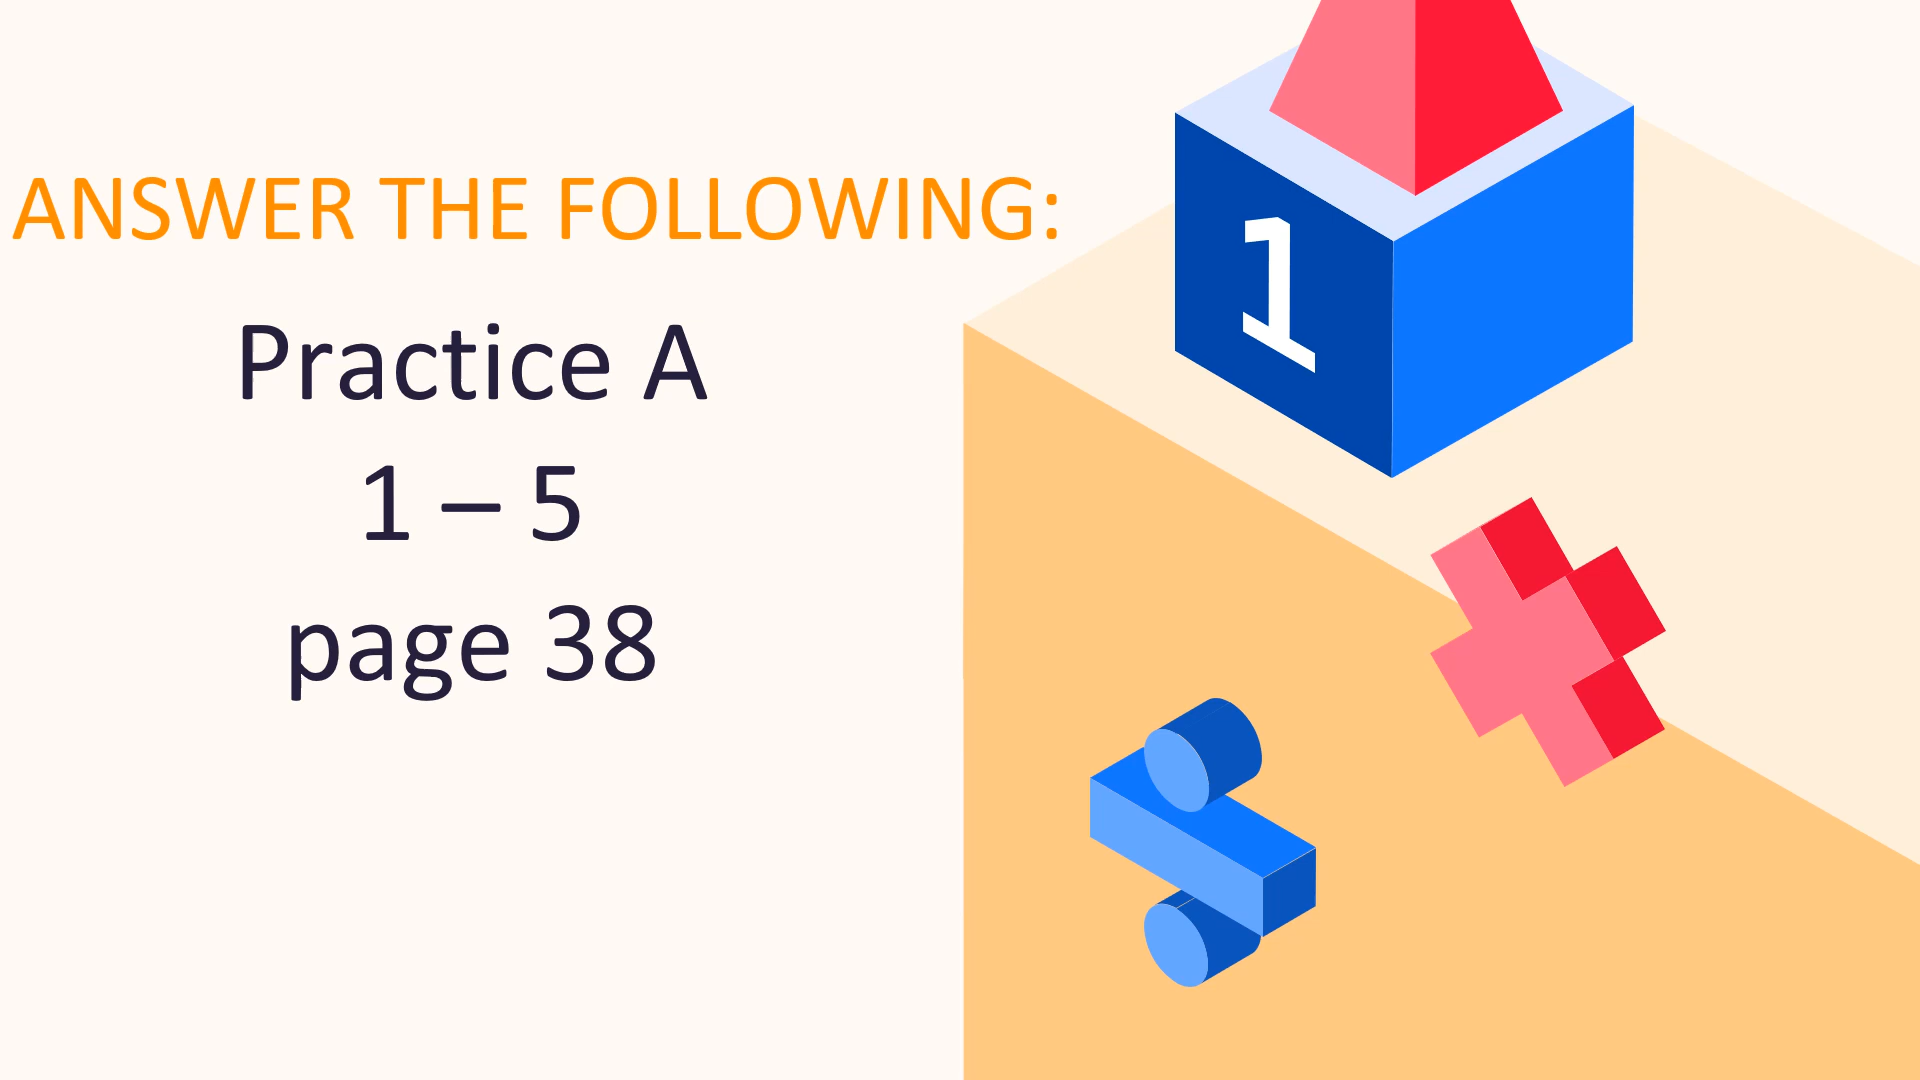 ANSWER THE FOLLOWING:
Practice A
1 – 5
page 38
1